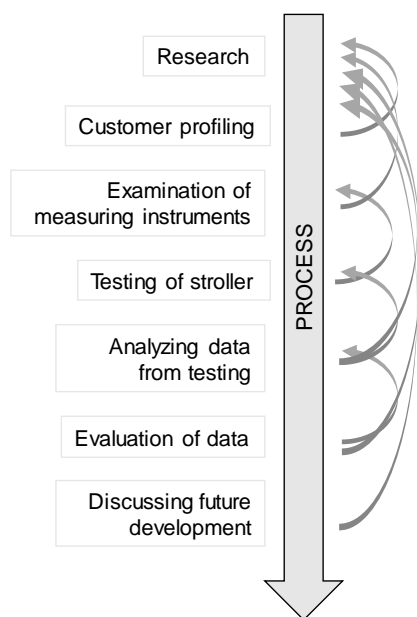 Research
Customer profiling
Examination of
measuring instruments
Testing of stroller
Analyzing data
from testing
Evaluation of data
Discussing future
development
PROCESS